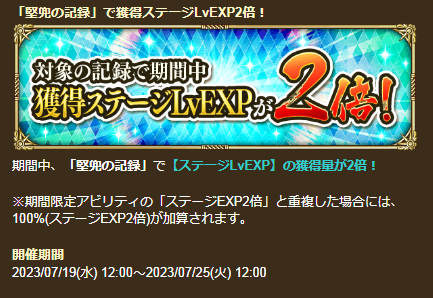 「堅兜の記録」で獲得ステージLvEXP2倍！
対象の記録で期間中
獲得ステージLvEXPが2倍！
期間中、「堅兜の記録」で【ステージLvEXP】の獲得量が2倍！
※期間限定アビリティの「ステージEXP2倍」と重複した場合には、
100%(ステージEXP2倍)が加算されます。
開催期間
2023/07/19(水) 12:00～2023/07/25(火) 12:00